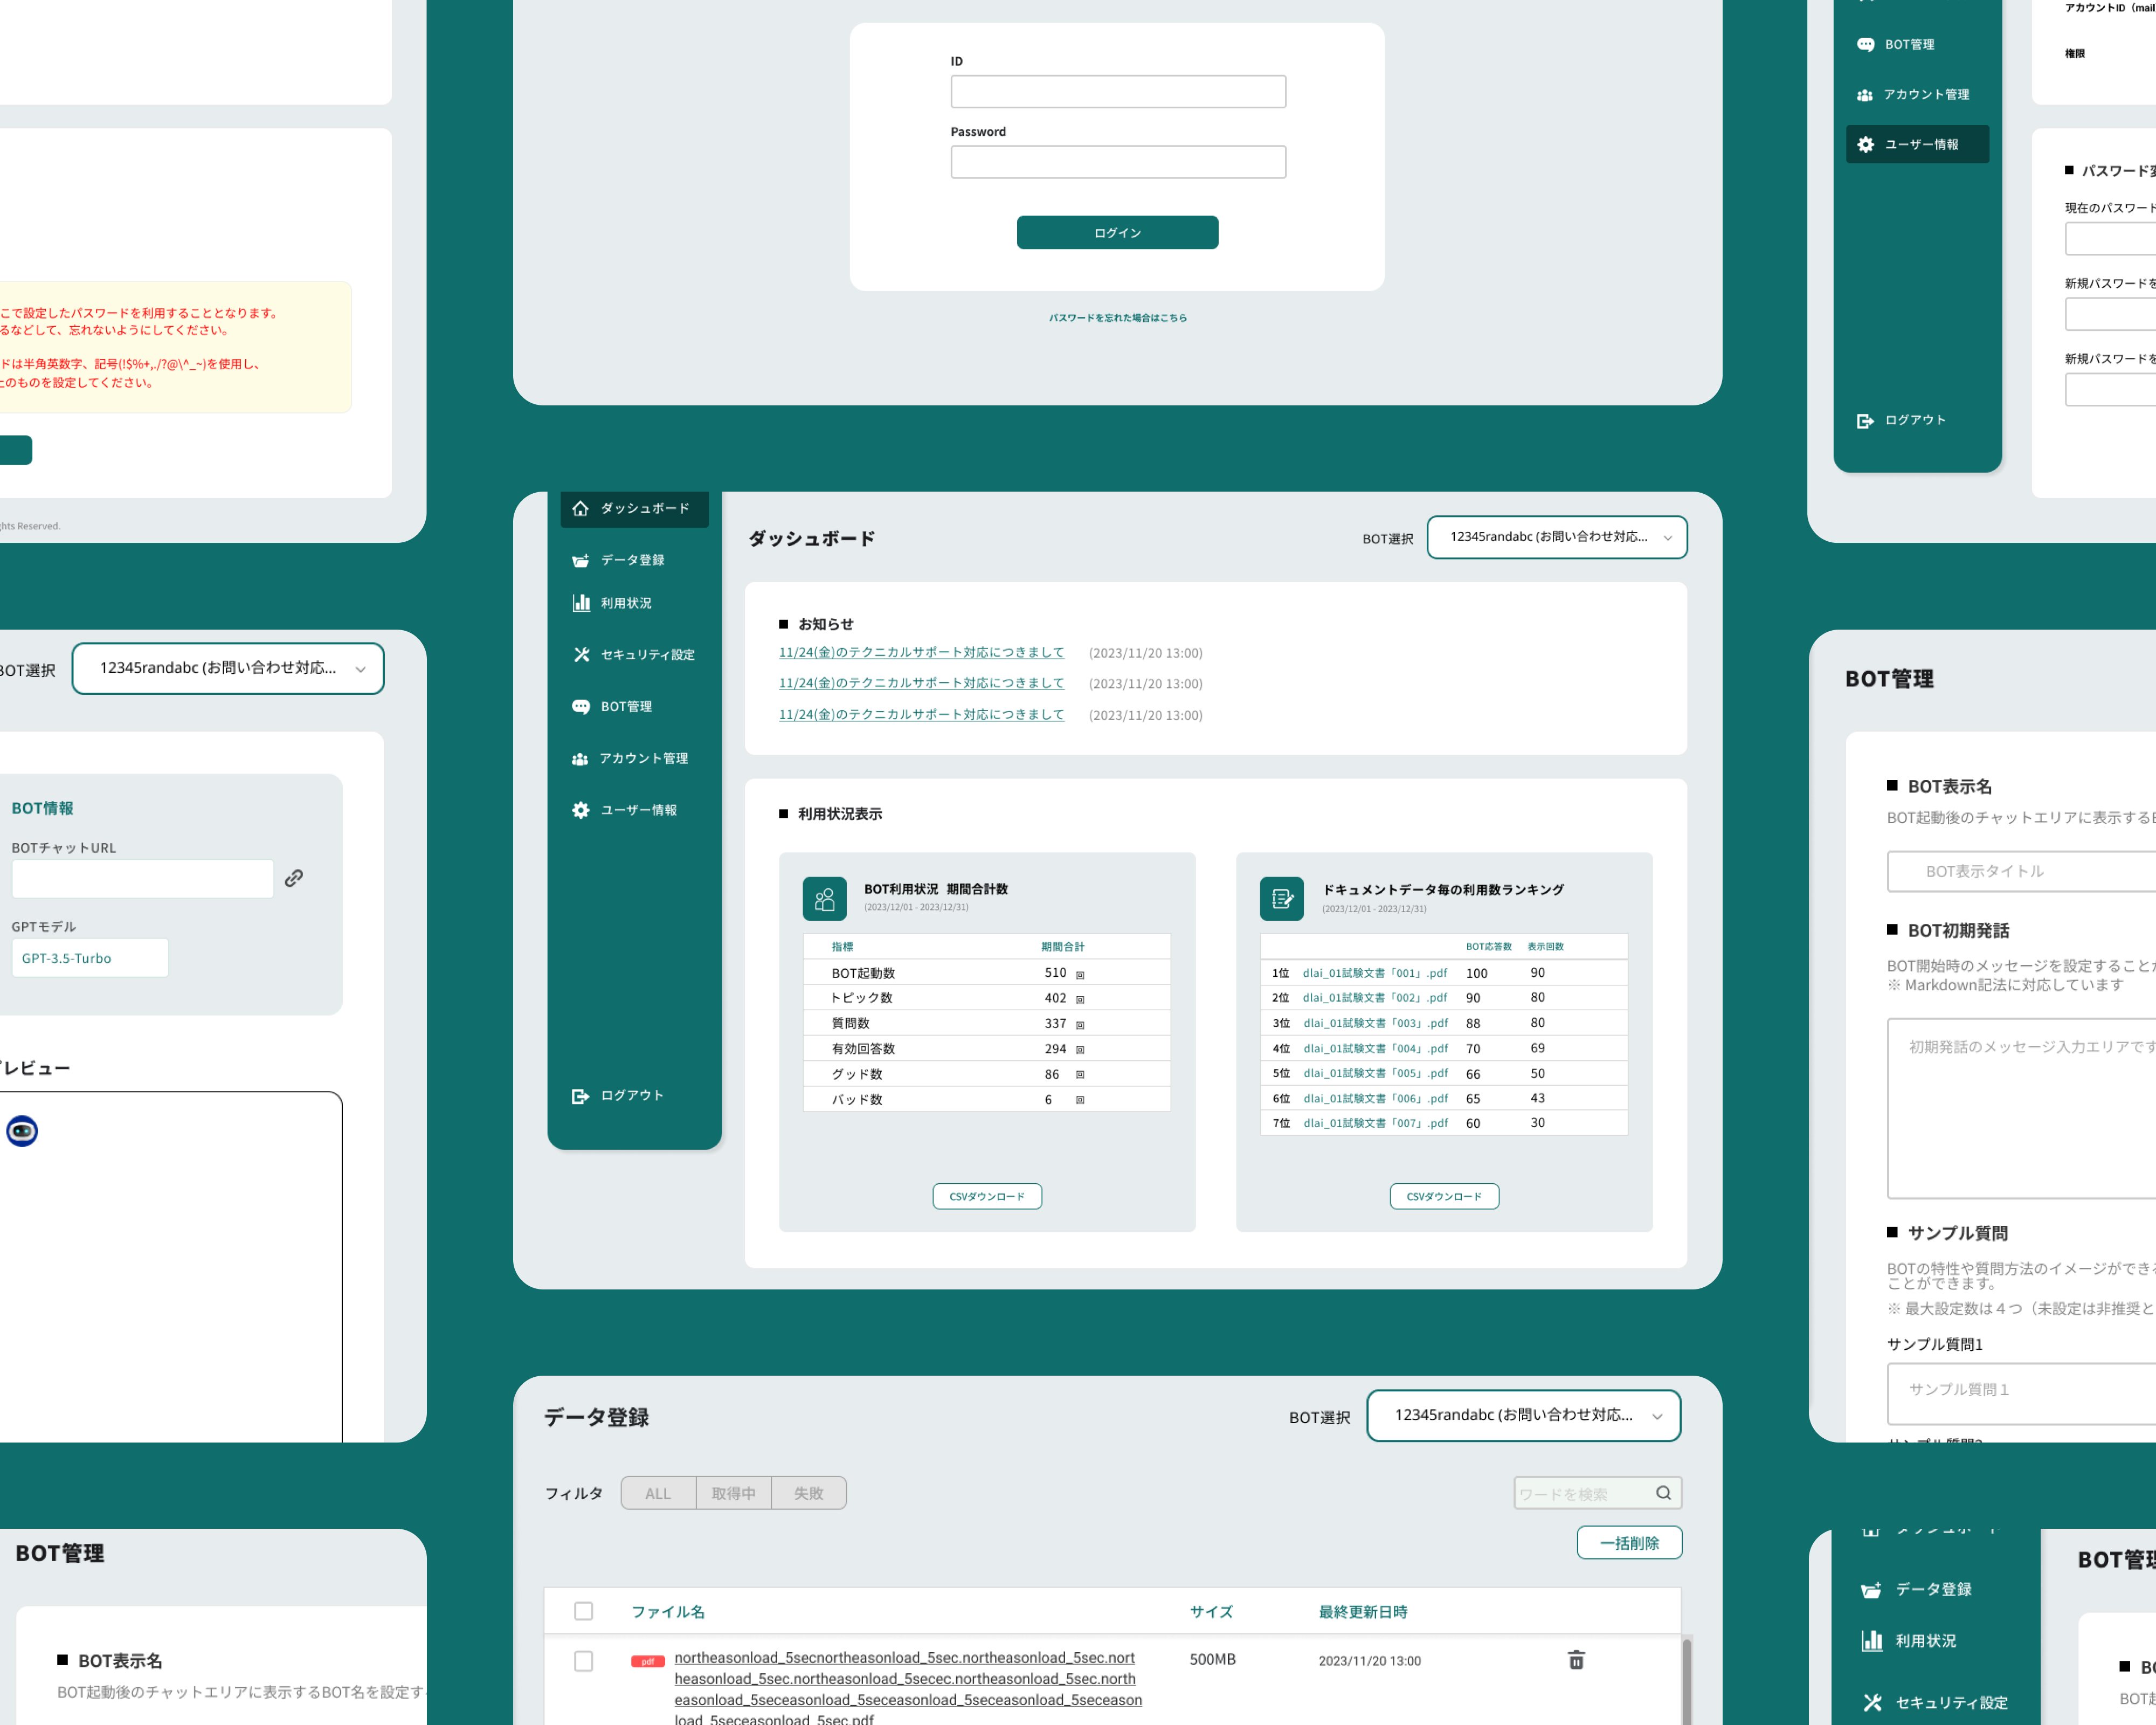 こで設定したパスワードを利用することとなります。
るなどして、忘れないようにしてください。
ドは半角英数字、記号(!$%+,./?@\^_~)を使用し、
上のものを設定してください。
ghts Reserved.
BOT選択
12345randabc (お問い合わせ対応...
BOT情報
BOTチャットURL
GPTモデル
GPT-3.5-Turbo
プレビュー
BOT管理
■ BOT表示名
BOT起動後のチャットエリアに表示するBOT名を設定す
ID
Password
ログイン
パスワードを忘れた場合はこちら
ダッシュボード
データ登録
利用状況
セキュリティ設定
BOT管理
アカウント管理
ユーザー情報
ログアウト
ダッシュボード
BOT選択
12345randabc (お問い合わせ対応...
■ お知らせ
11/24(金)のテクニカルサポート対応につきまして (2023/11/20 13:00)
11/24(金)のテクニカルサポート対応につきまして (2023/11/20 13:00)
11/24(金)のテクニカルサポート対応につきまして (2023/11/20 13:00)
■ 利用状況表示
BOT利用状況 期間合計数
(2023/12/01 - 2023/12/31)
指標 期間合計
BOT起動数 510 回
トピック数 402 回
質問数 337 回
有効回答数 294 回
グッド数 86 回
バッド数 6 回
CSVダウンロード
ドキュメントデータ毎の利用数ランキング
(2023/12/01 - 2023/12/31)
BOT応答数 表示回数
1位 dlai_01試験文書「001」.pdf 100 90
2位 dlai_01試験文書「002」.pdf 90 80
3位 dlai_01試験文書「003」.pdf 88 80
4位 dlai_01試験文書「004」.pdf 70 69
5位 dlai_01試験文書「005」.pdf 66 50
6位 dlai_01試験文書「006」.pdf 65 43
7位 dlai_01試験文書「007」.pdf 60 30
CSVダウンロード
データ登録
BOT選択
12345randabc (お問い合わせ対応...
フィルタ
ALL 取得中 失敗
ワードを検索
一括削除
ファイル名 サイズ 最終更新日時
pdf northeasonload_5secnortheasonload_5sec.northeasonload_5sec.nort 500MB 2023/11/20 13:00
heasonload_5sec.northeasonload_5secec.northeasonload_5sec.north
easonload_5seceasonload_5seceasonload_5seceasonload_5seceason
load_5seceasonload_5sec.pdf
BOT管理
アカウント管理
ユーザー情報
ログアウト
アカウントID（mail
権限
■ パスワード変
現在のパスワード
新規パスワードを
新規パスワードを
BOT管理
■ BOT表示名
BOT起動後のチャットエリアに表示するB
BOT表示タイトル
■ BOT初期発話
BOT開始時のメッセージを設定することが
※ Markdown記法に対応しています
初期発話のメッセージ入力エリアです
■ サンプル質問
BOTの特性や質問方法のイメージができる
ことができます。
※ 最大設定数は４つ（未設定は非推奨と
サンプル質問1
サンプル質問１
サンプル質問2
ダッシュボード
データ登録
利用状況
セキュリティ設定
BOT管理
■ BO
BOT起